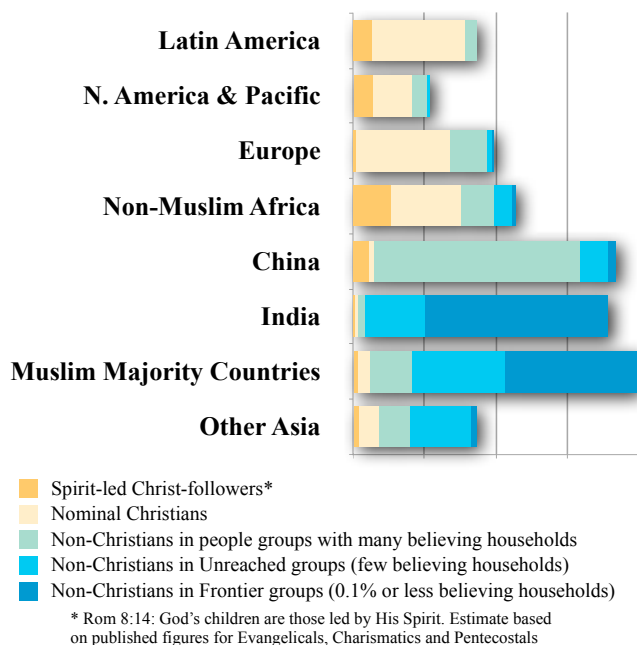 Latin America
N. America & Pacific
Europe
Non-Muslim Africa
China
India
Muslim Majority Countries
Other Asia
Spirit-led Christ-followers*
Nominal Christians
Non-Christians in people groups with many believing households
Non-Christians in Unreached groups (few believing households)
Non-Christians in Frontier groups (0.1% or less believing households)
* Rom 8:14: God’s children are those led by His Spirit. Estimate based
on published figures for Evangelicals, Charismatics and Pentecostals